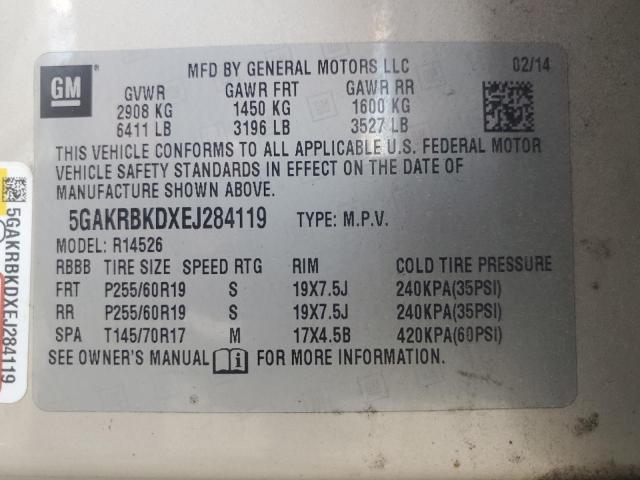 GM
MFD BY GENERAL MOTORS LLC 02/14
GVWR GAWR FRT GAWR RR
2908 KG 1450 KG 1600 KG
6411 LB 3196 LB 3527 LB
THIS VEHICLE CONFORMS TO ALL APPLICABLE U.S. FEDERAL MOTOR
VEHICLE SAFETY STANDARDS IN EFFECT ON THE DATE OF
MANUFACTURE SHOWN ABOVE.
5GAKRBKDXEJ284119 TYPE: M.P.V.
MODEL: R14526
RBBB TIRE SIZE SPEED RTG RIM COLD TIRE PRESSURE
FRT P255/60R19 S 19X7.5J 240KPA(35PSI)
RR P255/60R19 S 19X7.5J 240KPA(35PSI)
SPA T145/70R17 M 17X4.5B 420KPA(60PSI)
SEE OWNER'S MANUAL FOR MORE INFORMATION.
5GAKRBKDXEJ284119